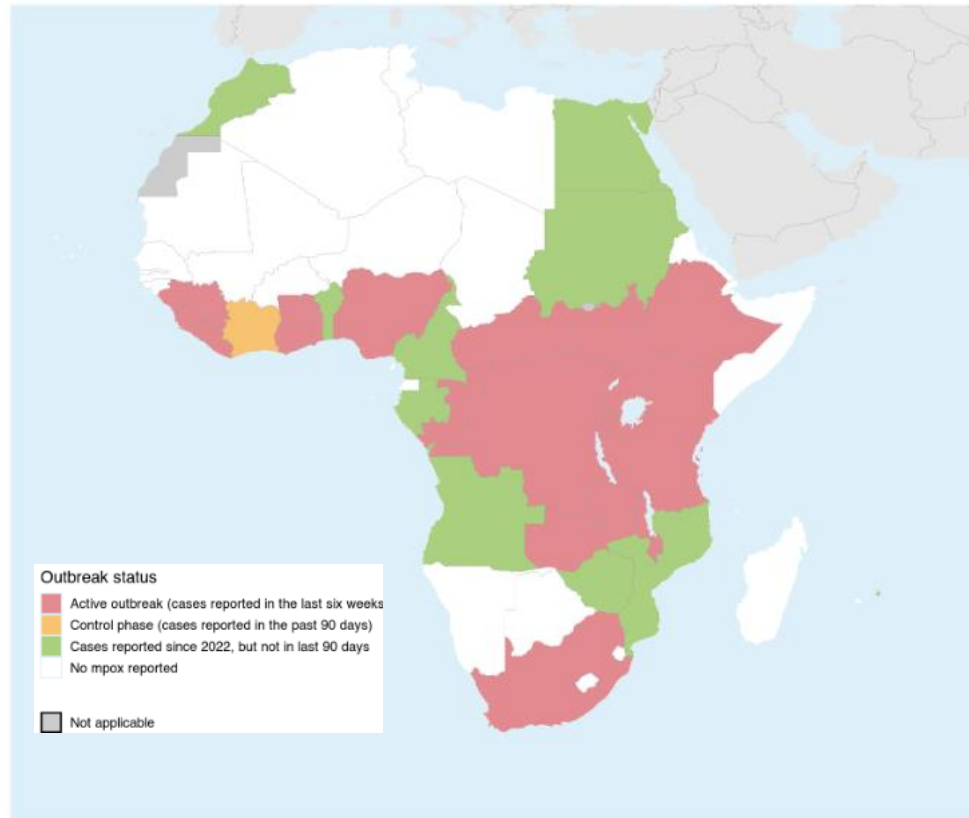 Outbreak status
Active outbreak (cases reported in the last six weeks
Control phase (cases reported in the past 90 days)
Cases reported since 2022, but not in last 90 days
No mpox reported
Not applicable